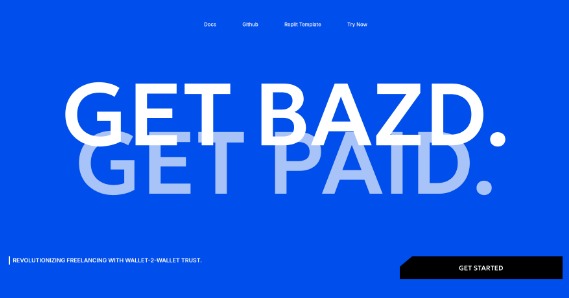 Docs Github Replit Template Try Now
GET BAZD.
GET PAID.
REVOLUTIONIZING FREELANCING WITH WALLET-2-WALLET TRUST.
GET STARTED